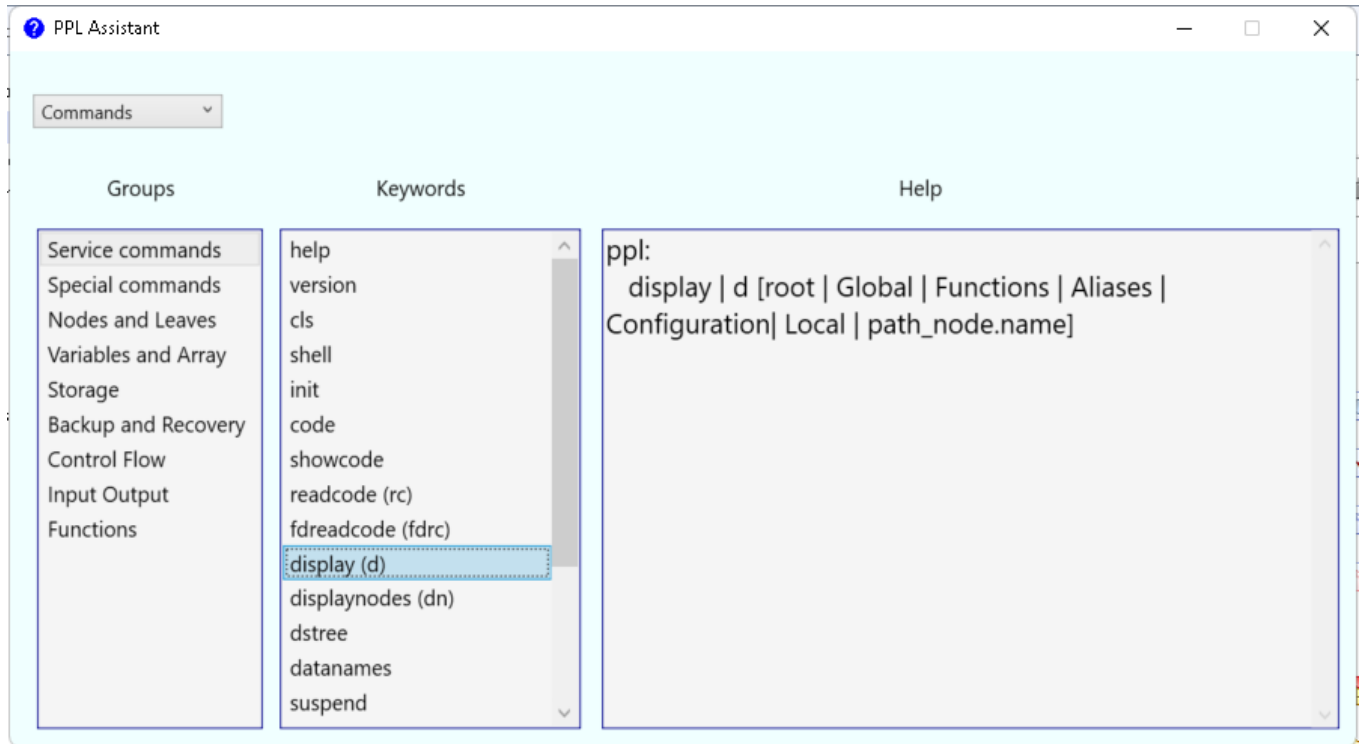 PPL Assistant
Commands
Groups
Keywords
Help
Service commands
Special commands
Nodes and Leaves
Variables and Array
Storage
Backup and Recovery
Control Flow
Input Output
Functions
help
version
cls
shell
init
code
showcode
readcode (rc)
fdreadcode (fdrc)
display (d)
displaynodes (dn)
dstree
datanames
suspend
ppl:
display | d [root | Global | Functions | Aliases |
Configuration| Local | path_node.name]